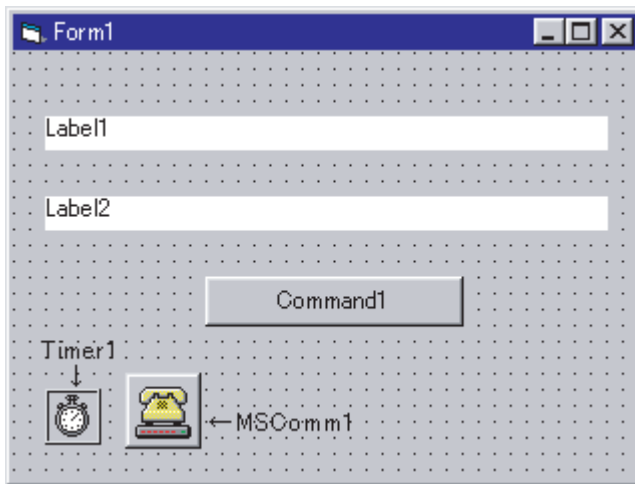 Form1
Label1
Label2
Command1
Timer1
↓
←MSComm1